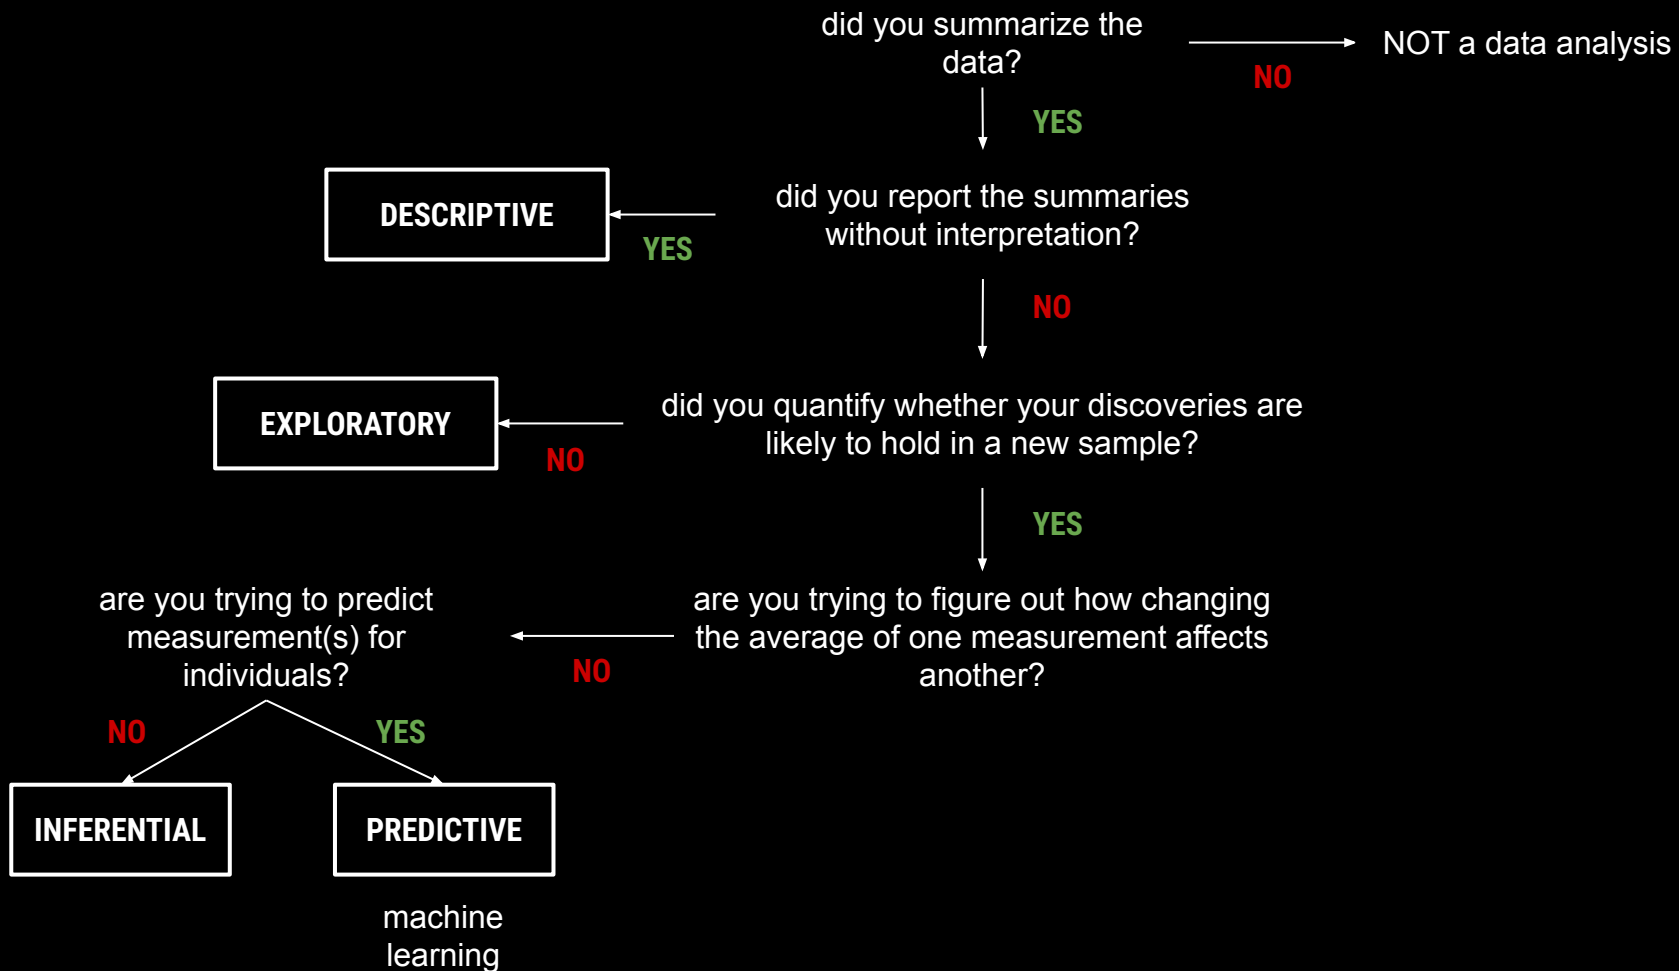 did you summarize the
data?
NOT a data analysis
NO
YES
DESCRIPTIVE
did you report the summaries
without interpretation?
YES
NO
EXPLORATORY
did you quantify whether your discoveries are
likely to hold in a new sample?
NO
YES
are you trying to predict
measurement(s) for
individuals?
are you trying to figure out how changing
the average of one measurement affects
another?
NO
NO
YES
INFERENTIAL
PREDICTIVE
machine
learning